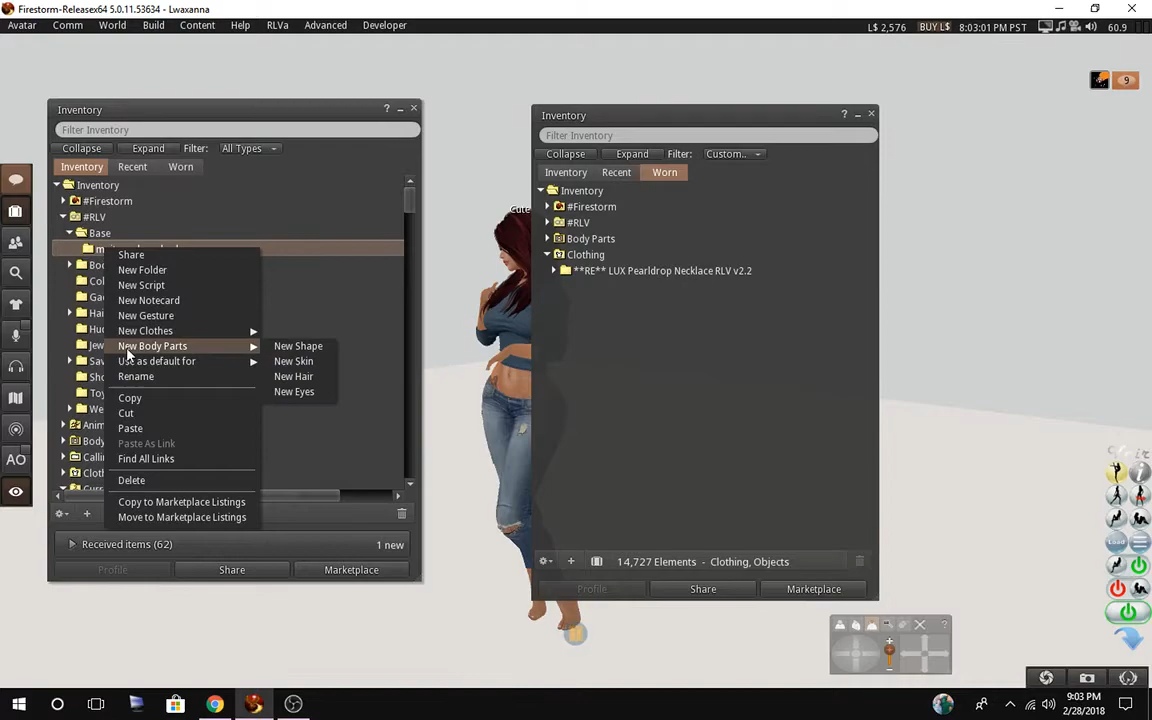 Firestorm-Releasex64 5.0.11.53634 - Lwaxanna
Avatar Comm World Build Content Help RLVa Advanced Developer
L$ 2,576 BUY L$ 8:03:01 PM PST 60.9
9
Inventory ?
Filter Inventory
Collapse Expand Filter: All Types
Inventory Recent Worn
Inventory
#Firestorm
#RLV
Base
Share
New Folder
New Script
New Notecard
New Gesture
New Clothes
New Body Parts
Use as default for
Rename
Copy
Cut
Paste
Paste As Link
Find All Links
Delete
Copy to Marketplace Listings
Move to Marketplace Listings
New Shape
New Skin
New Hair
New Eyes
Received items (62) 1 new
Profile Share Marketplace
Inventory ?
Filter Inventory
Collapse Expand Filter: Custom..
Inventory Recent Worn
Inventory
#Firestorm
#RLV
Body Parts
Clothing
**RE** LUX Pearldrop Necklace RLV v2.2
14,727 Elements - Clothing, Objects
Profile Share Marketplace
Cute
AO
Load
?
9:03 PM
2/28/2018